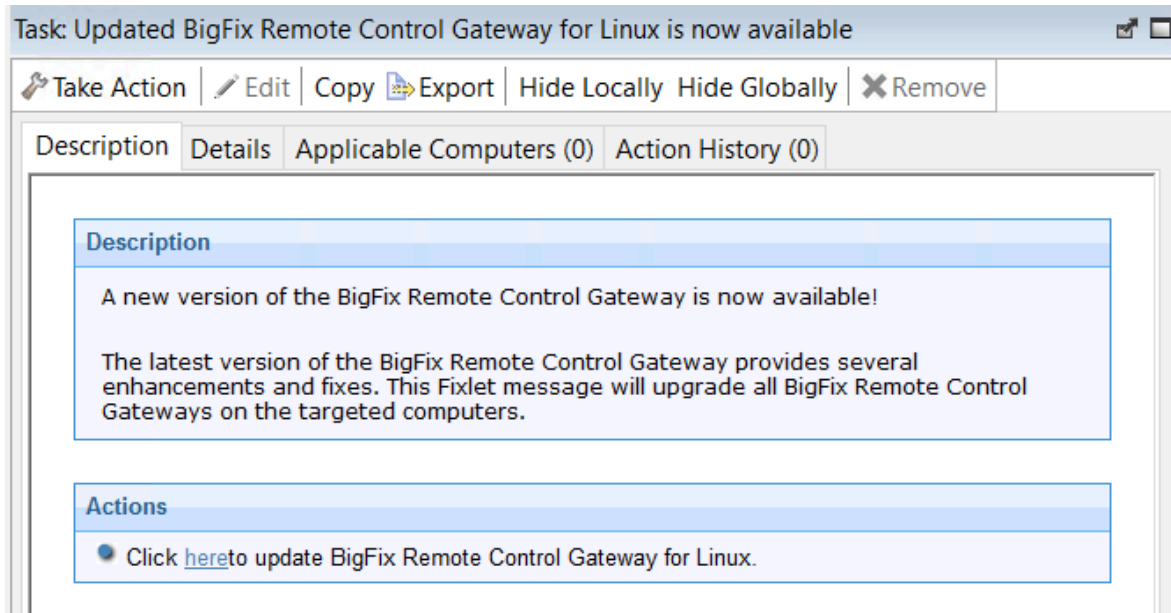 Task: Updated BigFix Remote Control Gateway for Linux is now available
Take Action Edit Copy Export Hide Locally Hide Globally Remove
Description Details Applicable Computers (0) Action History (0)
Description
A new version of the BigFix Remote Control Gateway is now available!
The latest version of the BigFix Remote Control Gateway provides several
enhancements and fixes. This Fixlet message will upgrade all BigFix Remote Control
Gateways on the targeted computers.
Actions
Click hereto update BigFix Remote Control Gateway for Linux.